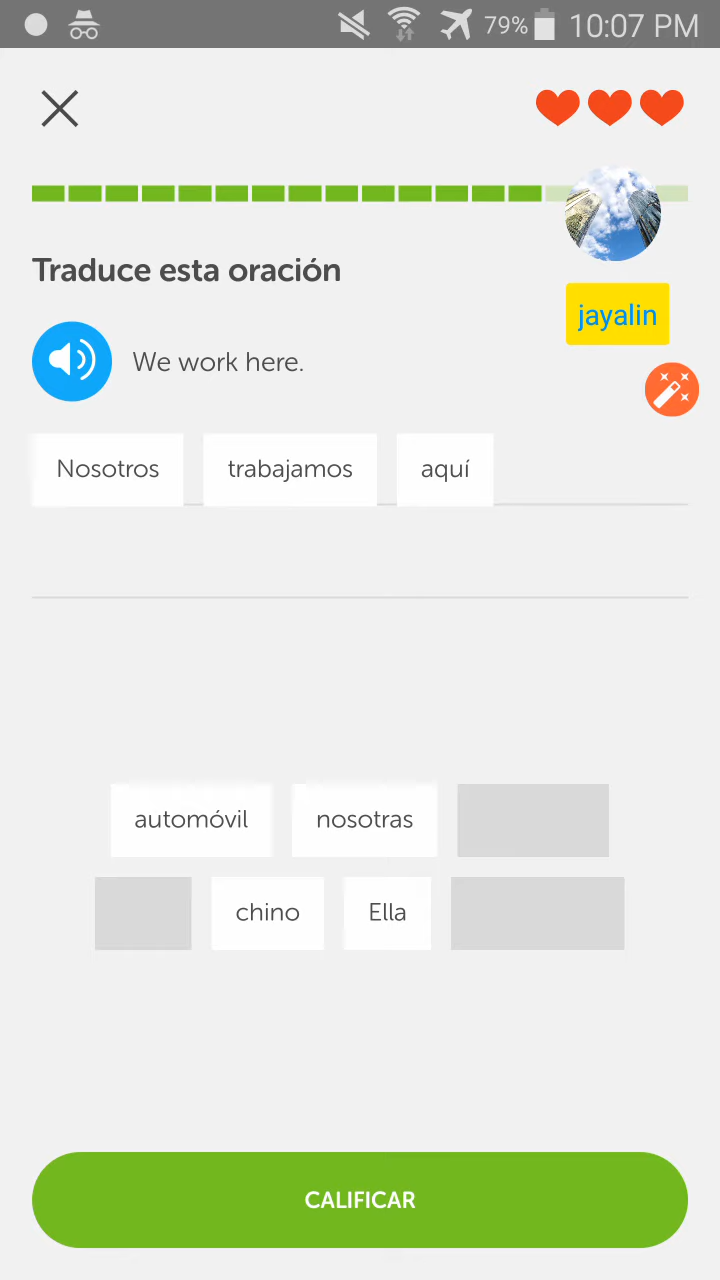 79% 10:07 PM
Traduce esta oración
jayalin
We work here.
Nosotros trabajamos aquí
automóvil nosotras
chino Ella
CALIFICAR